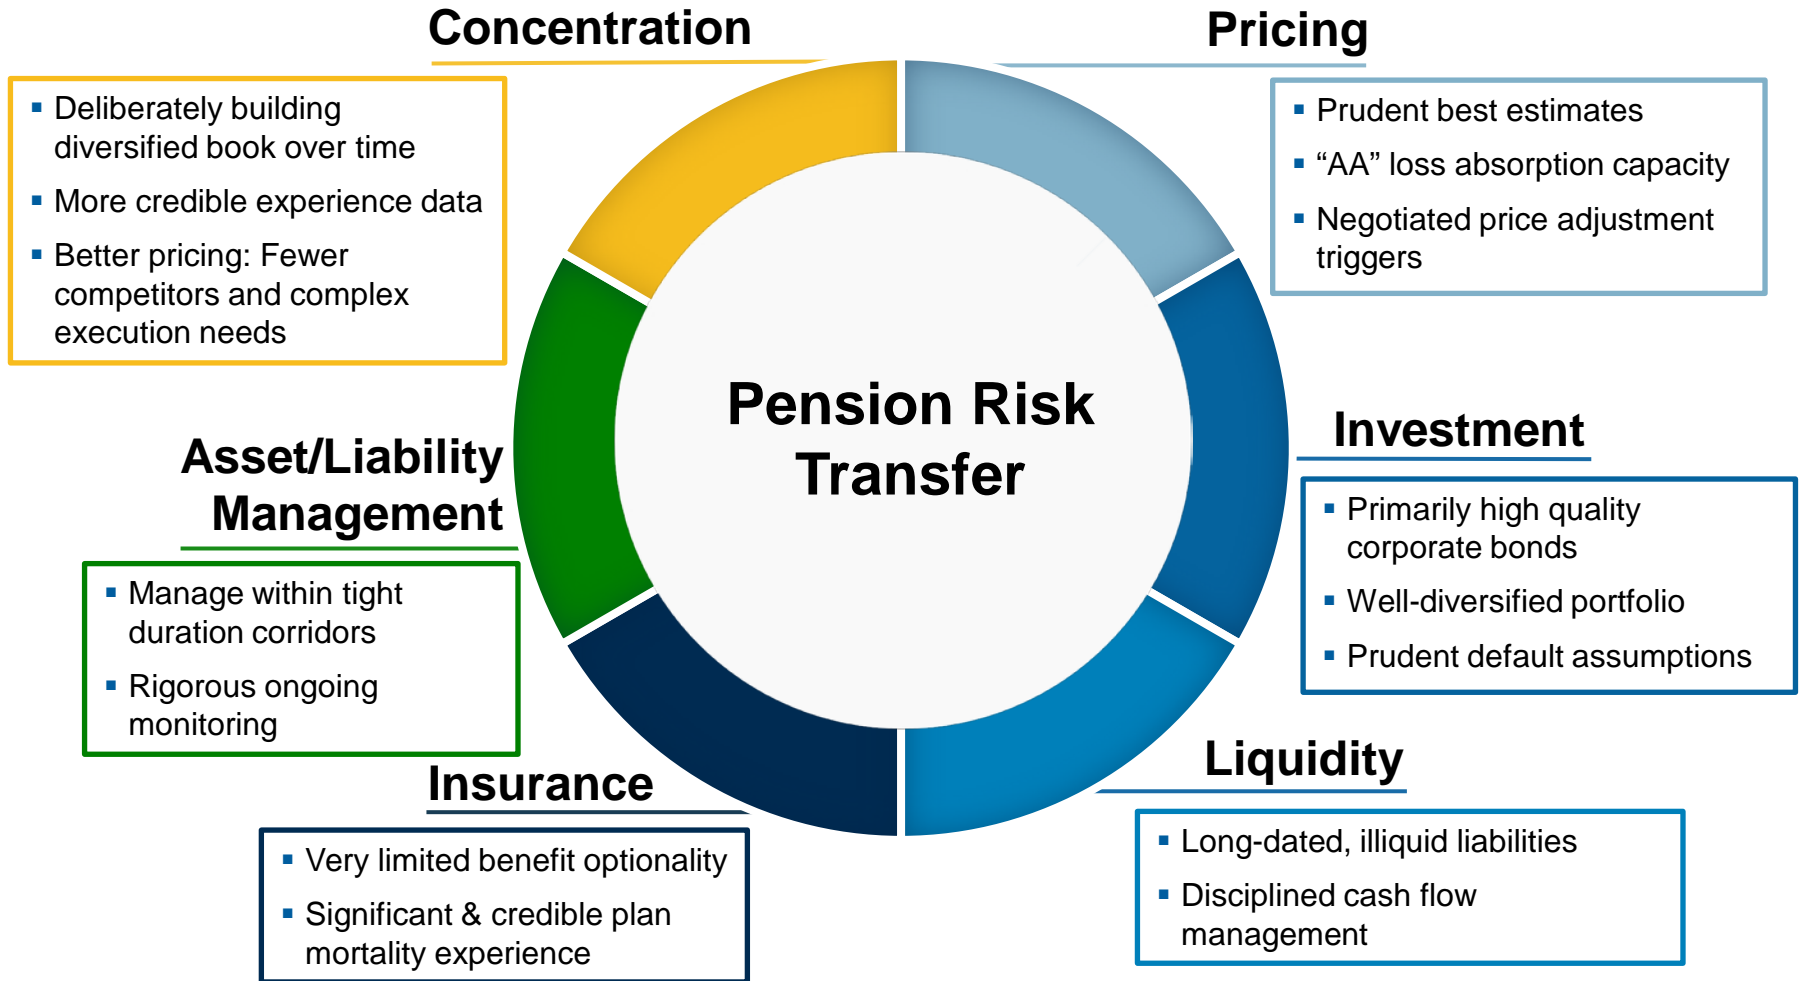 Concentration
▪ Deliberately building
diversified book over time
▪ More credible experience data
▪ Better pricing: Fewer
competitors and complex
execution needs
Pricing
▪ Prudent best estimates
▪ “AA” loss absorption capacity
▪ Negotiated price adjustment
triggers
Pension Risk
Transfer
Asset/Liability
Management
▪ Manage within tight
duration corridors
▪ Rigorous ongoing
monitoring
Investment
▪ Primarily high quality
corporate bonds
▪ Well-diversified portfolio
▪ Prudent default assumptions
Insurance
▪ Very limited benefit optionality
▪ Significant & credible plan
mortality experience
Liquidity
▪ Long-dated, illiquid liabilities
▪ Disciplined cash flow
management